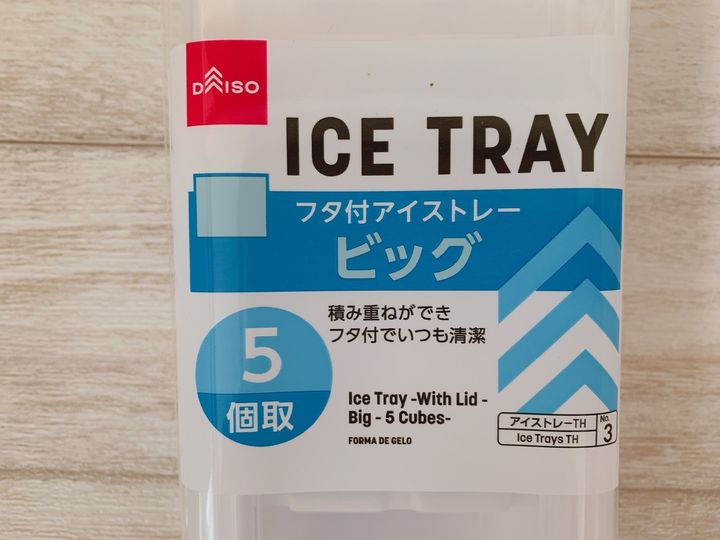 DAISO
ICE TRAY
フタ付アイストレー
ビッグ
積み重ねができ
フタ付でいつも清潔
5
個取
Ice Tray -With Lid -
Big - 5 Cubes-
FORMA DE GELO
アイストレーTH
Ice Trays TH
No.
3